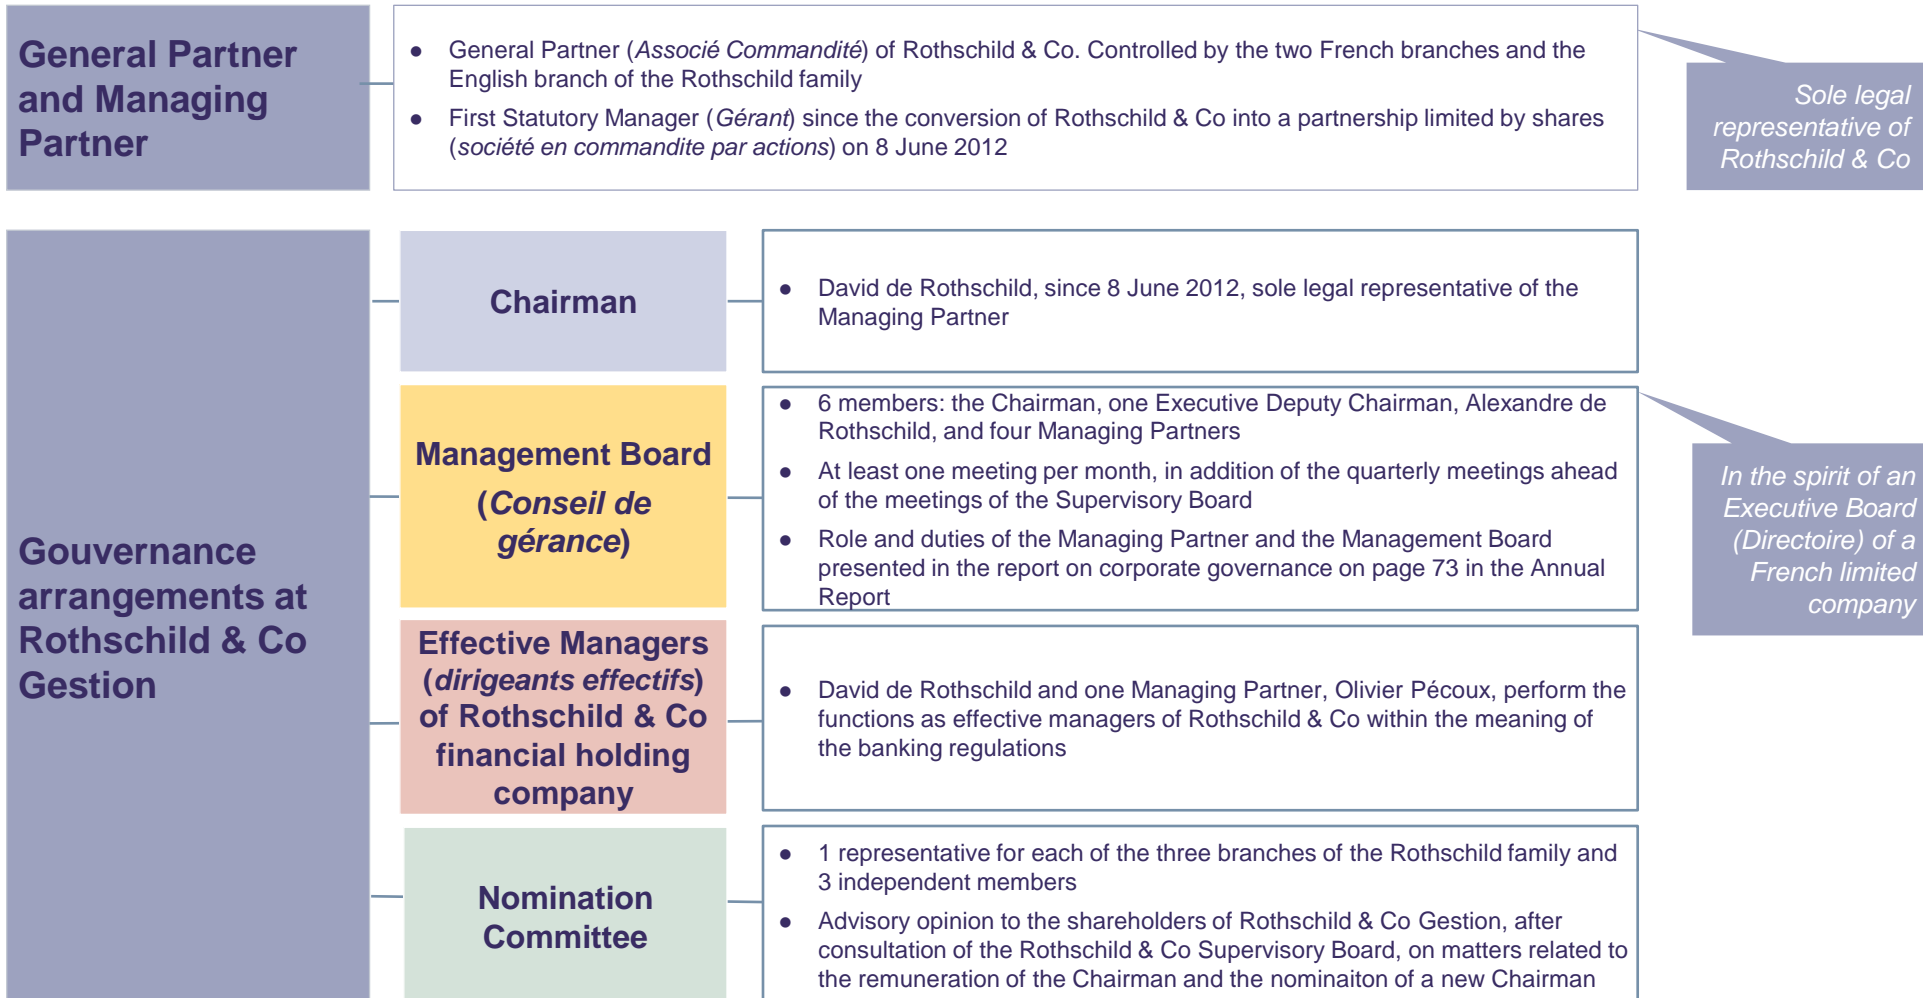 General Partner
and Managing
Partner
● General Partner (Associé Commandité) of Rothschild & Co. Controlled by the two French branches and the
English branch of the Rothschild family
● First Statutory Manager (Gérant) since the conversion of Rothschild & Co into a partnership limited by shares
(société en commandite par actions) on 8 June 2012
Sole legal
representative of
Rothschild & Co
Gouvernance
arrangements at
Rothschild & Co
Gestion
Chairman
● David de Rothschild, since 8 June 2012, sole legal representative of the
Managing Partner
Management Board
(Conseil de
gérance)
● 6 members: the Chairman, one Executive Deputy Chairman, Alexandre de
Rothschild, and four Managing Partners
● At least one meeting per month, in addition of the quarterly meetings ahead
of the meetings of the Supervisory Board
● Role and duties of the Managing Partner and the Management Board
presented in the report on corporate governance on page 73 in the Annual
Report
In the spirit of an
Executive Board
(Directoire) of a
French limited
company
Effective Managers
(dirigeants effectifs)
of Rothschild & Co
financial holding
company
● David de Rothschild and one Managing Partner, Olivier Pécoux, perform the
functions as effective managers of Rothschild & Co within the meaning of
the banking regulations
Nomination
Committee
● 1 representative for each of the three branches of the Rothschild family and
3 independent members
● Advisory opinion to the shareholders of Rothschild & Co Gestion, after
consultation of the Rothschild & Co Supervisory Board, on matters related to
the remuneration of the Chairman and the nominaiton of a new Chairman